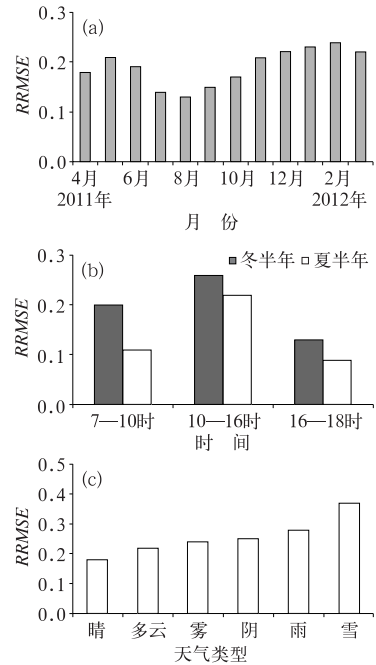 (a)
RRMSE
0.3
0.2
0.1
0.0
4月 6月 8月 10月 12月 2月
2011年 2012年
月 份
(b)
RRMSE
■冬半年 □夏半年
0.3
0.2
0.1
0.0
7—10时 10—16时 16—18时
时 间
(c)
RRMSE
0.5
0.4
0.3
0.2
0.1
0.0
晴 多云 雾 阴 雨 雪
天气类型